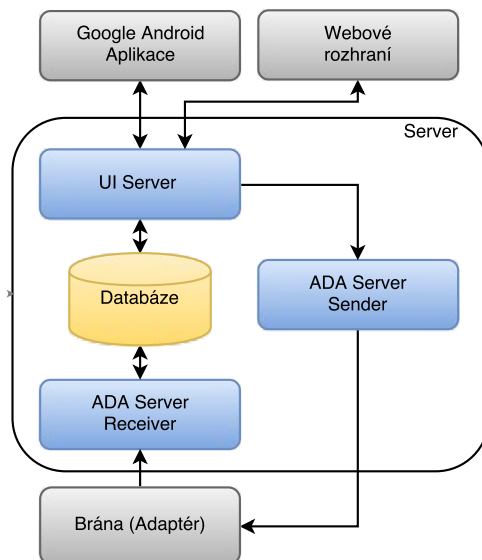 Google Android
Aplikace
Webové
rozhraní
Server
UI Server
Databáze
ADA Server
Sender
ADA Server
Receiver
Brána (Adaptér)